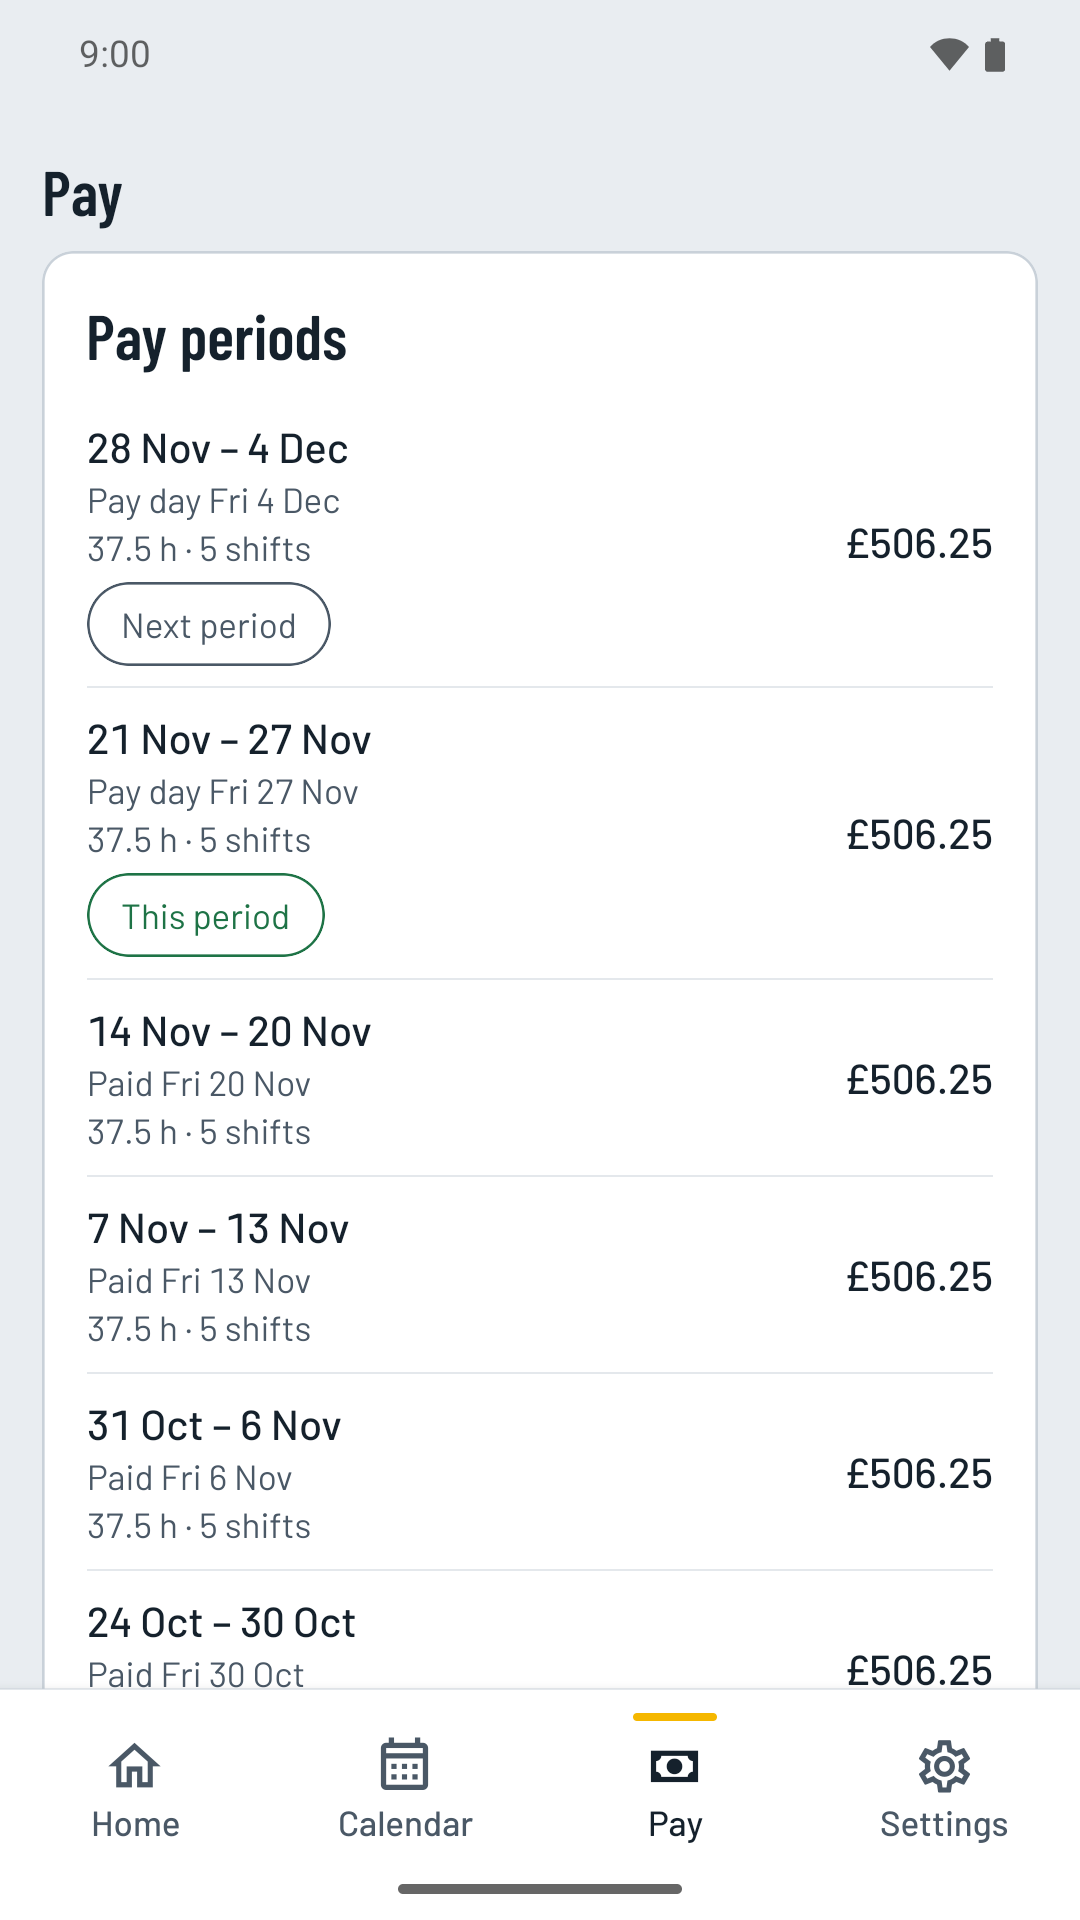 9:00
Pay
Pay periods
28 Nov – 4 Dec
Pay day Fri 4 Dec
37.5 h · 5 shifts
£506.25
Next period
21 Nov – 27 Nov
Pay day Fri 27 Nov
37.5 h · 5 shifts
£506.25
This period
14 Nov – 20 Nov
Paid Fri 20 Nov
£506.25
37.5 h · 5 shifts
7 Nov – 13 Nov
Paid Fri 13 Nov
£506.25
37.5 h · 5 shifts
31 Oct – 6 Nov
Paid Fri 6 Nov
£506.25
37.5 h · 5 shifts
24 Oct – 30 Oct
Paid Fri 30 Oct
£506.25
Home
Calendar
Pay
Settings